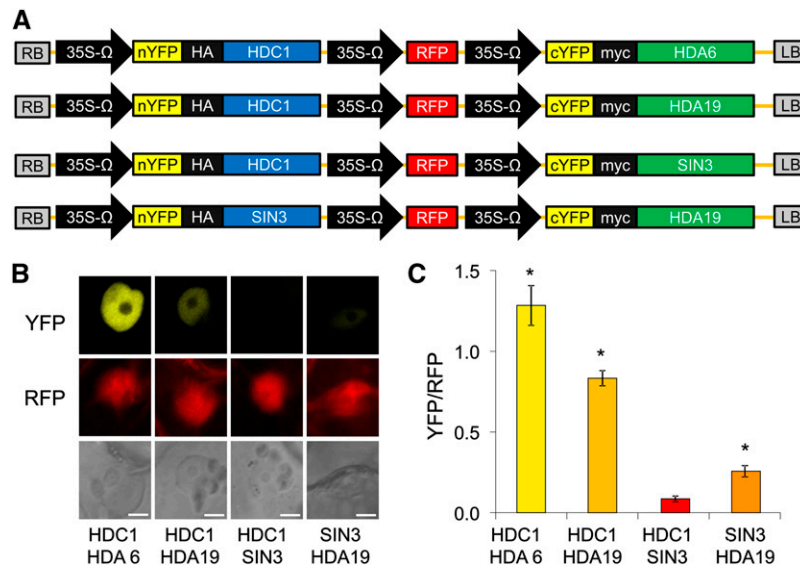 A
RB 35S-Ω nYFP HA HDC1 35S-Ω RFP 35S-Ω cYFP myc HDA6 LB
RB 35S-Ω nYFP HA HDC1 35S-Ω RFP 35S-Ω cYFP myc HDA19 LB
RB 35S-Ω nYFP HA HDC1 35S-Ω RFP 35S-Ω cYFP myc SIN3 LB
RB 35S-Ω nYFP HA SIN3 35S-Ω RFP 35S-Ω cYFP myc HDA19 LB
B
YFP
RFP
HDC1 HDC1 HDC1 SIN3
HDA 6 HDA19 SIN3 HDA19
C
YFP/RFP
1.5
1.0
0.5
0.0
* * *
HDC1 HDC1 HDC1 SIN3
HDA 6 HDA19 SIN3 HDA19